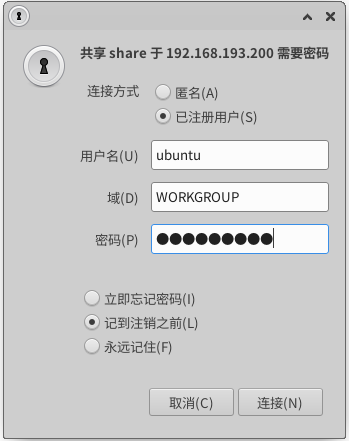 共享 share 于 192.168.193.200 需要密码
连接方式
匿名(A)
已注册用户(S)
用户名(U)
ubuntu
域(D)
WORKGROUP
密码(P)
●●●●●●●●●
立即忘记密码(I)
记到注销之前(L)
永远记住(F)
取消(C)
连接(N)